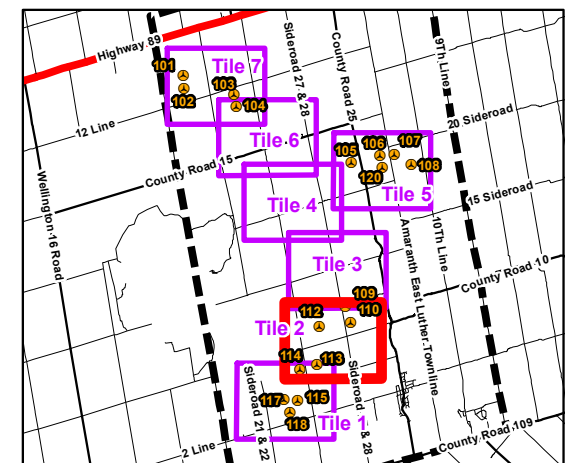 Highway 89
101
102
103
104
Tile 7
Sideroad 27 & 28
County Road 25
9Th Line
12 Line
Tile 6
20 Sideroad
County Road 15
105
106
107
120
108
Tile 5
Wellington 16 Road
Tile 4
15 Sideroad
10Th Line
Amaranth East Luther Townline
Tile 3
County Road 10
109
112
110
Tile 2
114
113
Sideroad 21 & 22
117
115
118
Tile 1
2 Line
County Road 109